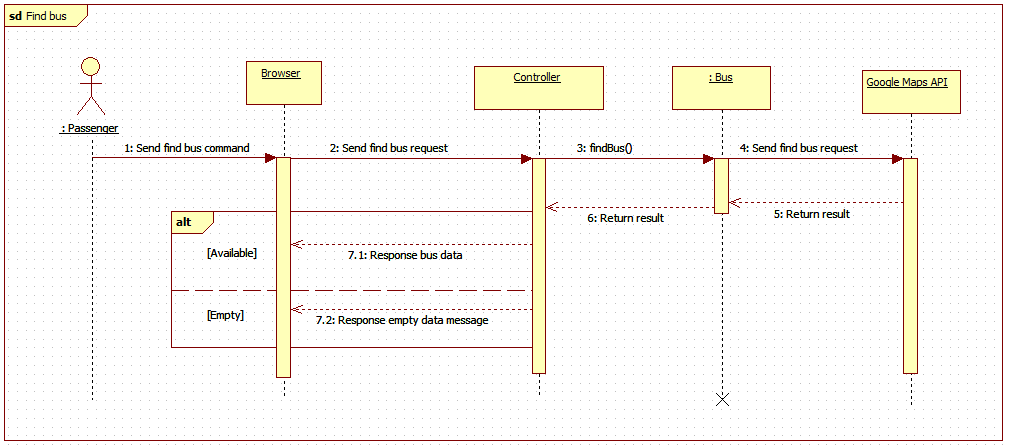 sd Find bus
Browser
Controller
: Bus
Google Maps API
: Passenger
1: Send find bus command
2: Send find bus request
3: findBus()
4: Send find bus request
5: Return result
6: Return result
alt
[Available]
7.1: Response bus data
[Empty]
7.2: Response empty data message